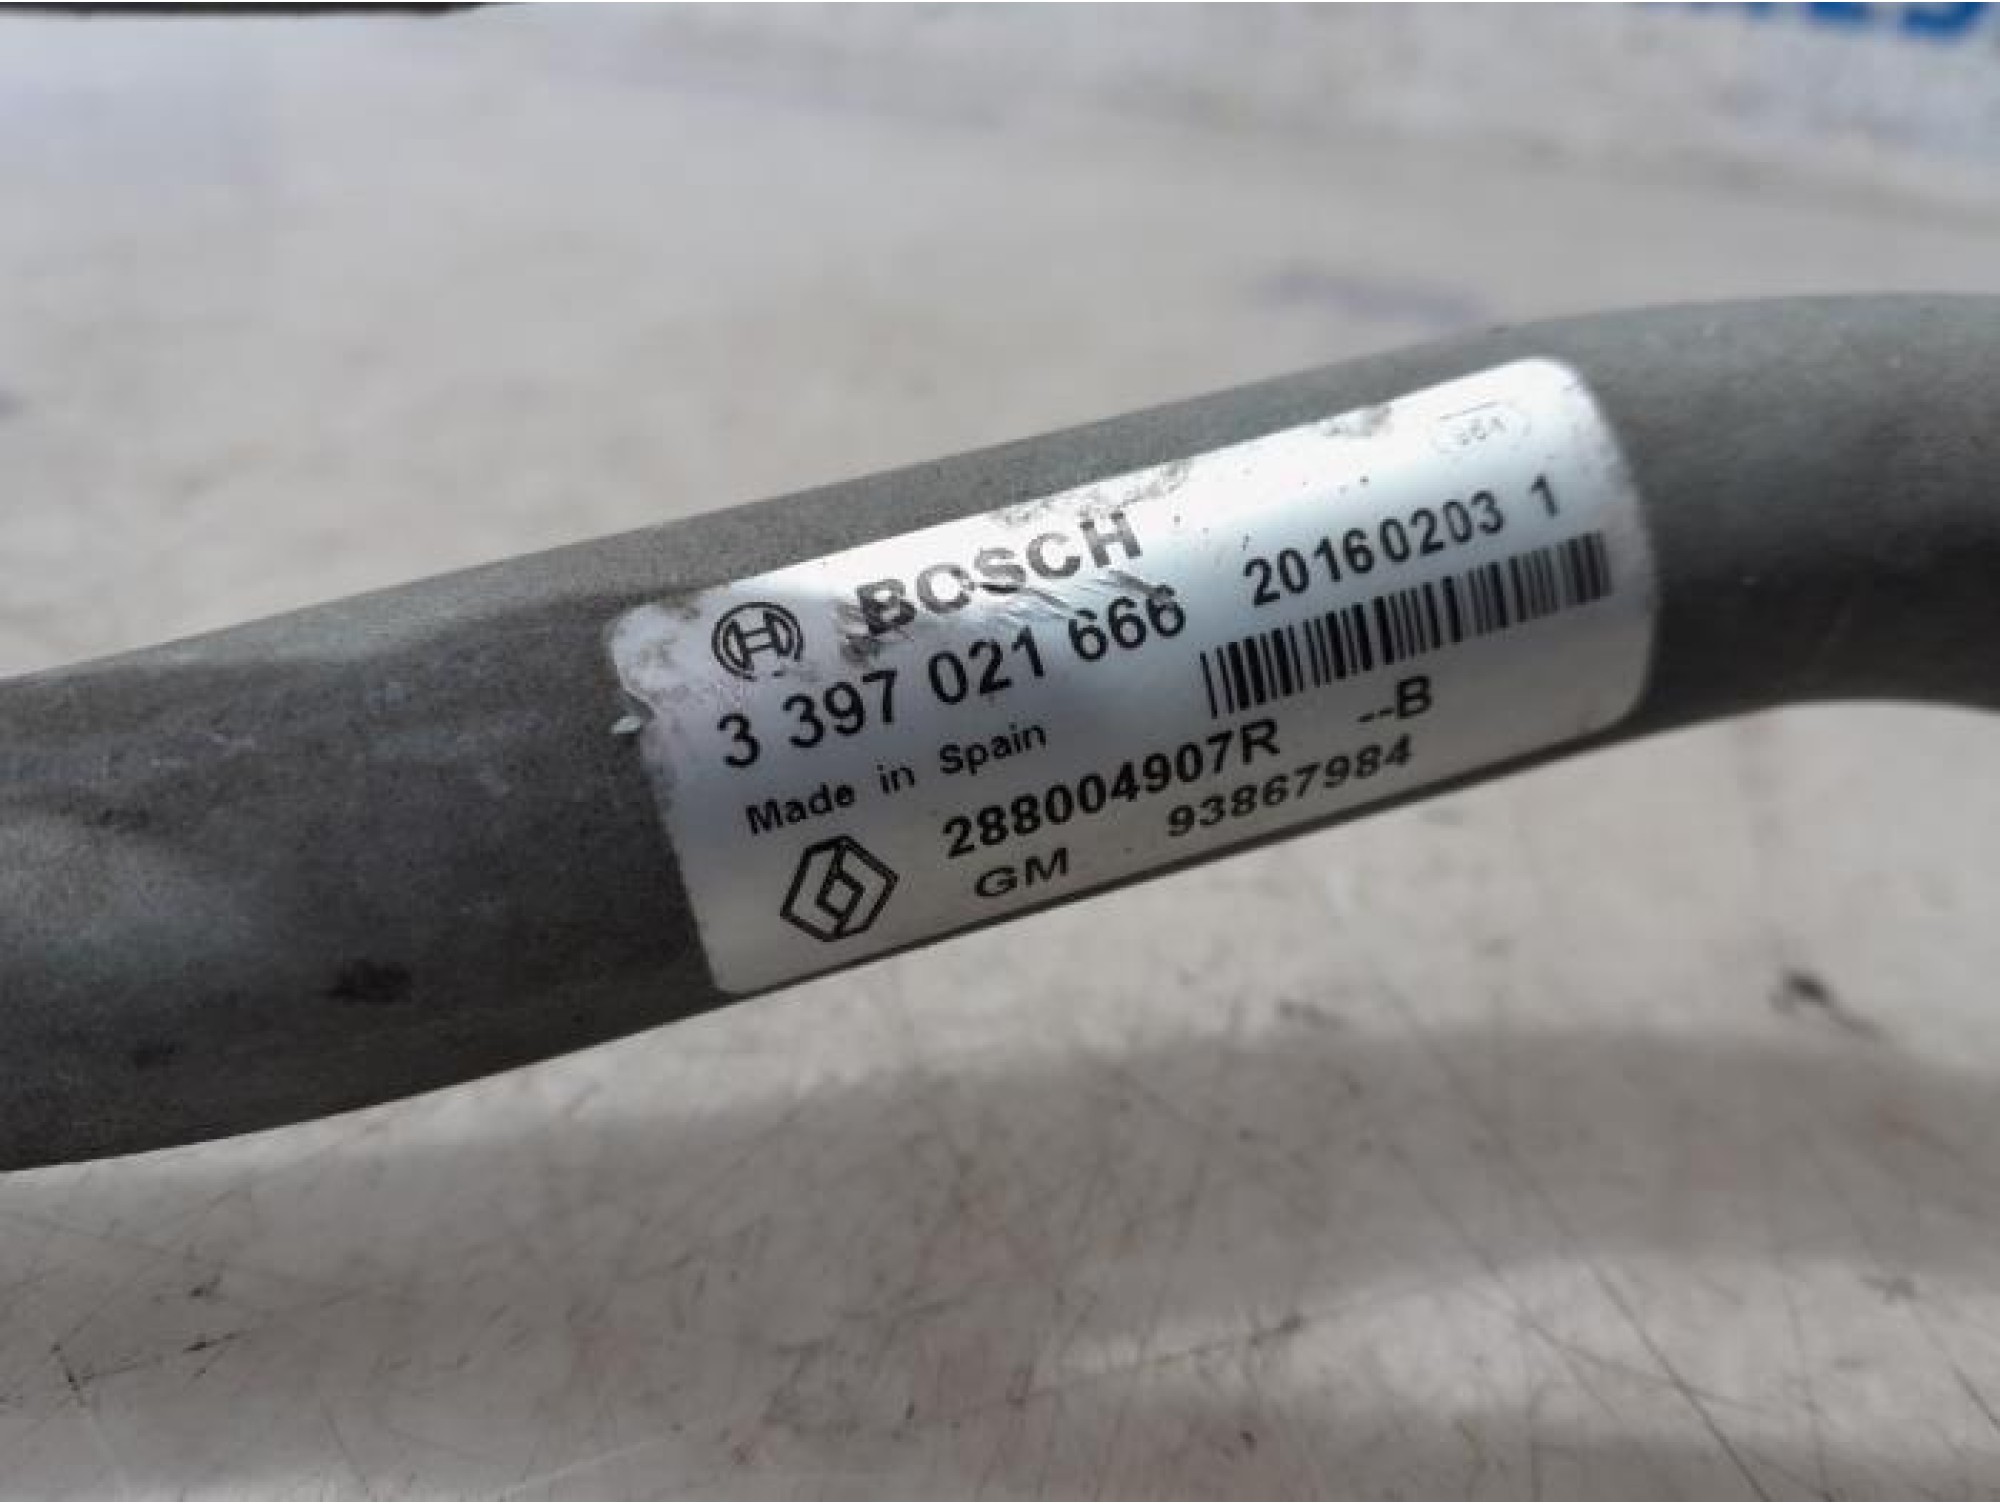 BOSCH
3 397 021 666 20160203 1
Made in Spain
288004907R --B
GM 93867984